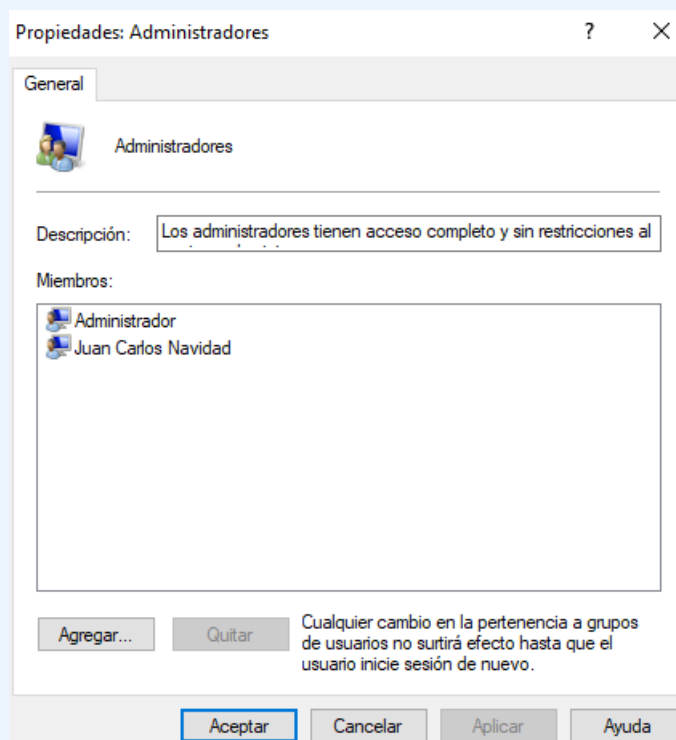 Propiedades: Administradores
?
General
Administradores
Descripción:
Los administradores tienen acceso completo y sin restricciones al
Miembros:
Administrador
Juan Carlos Navidad
Agregar...
Quitar
Cualquier cambio en la pertenencia a grupos
de usuarios no surtirá efecto hasta que el
usuario inicie sesión de nuevo.
Aceptar
Cancelar
Aplicar
Ayuda